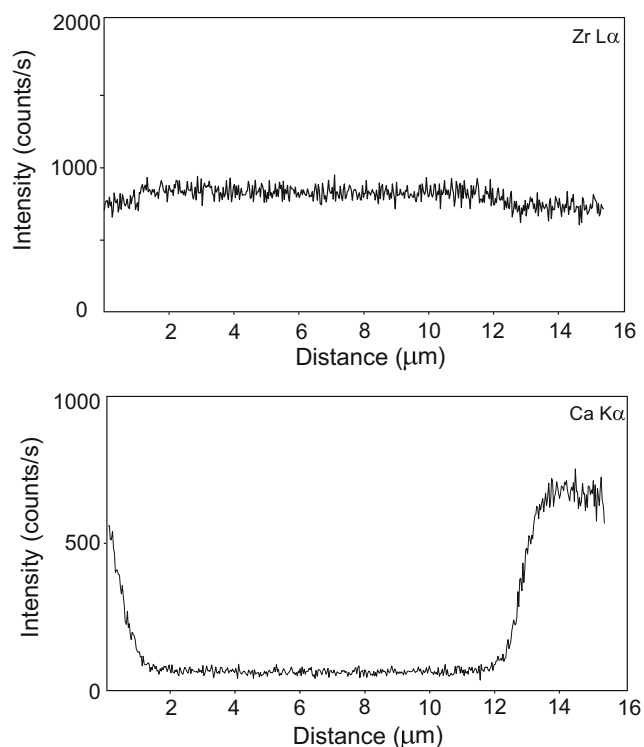 2000
Zr Lα
Intensity (counts/s)
1000
0
2 4 6 8 10 12 14 16
Distance (μm)
1000
Ca Kα
Intensity (counts/s)
500
0
2 4 6 8 10 12 14 16
Distance (μm)